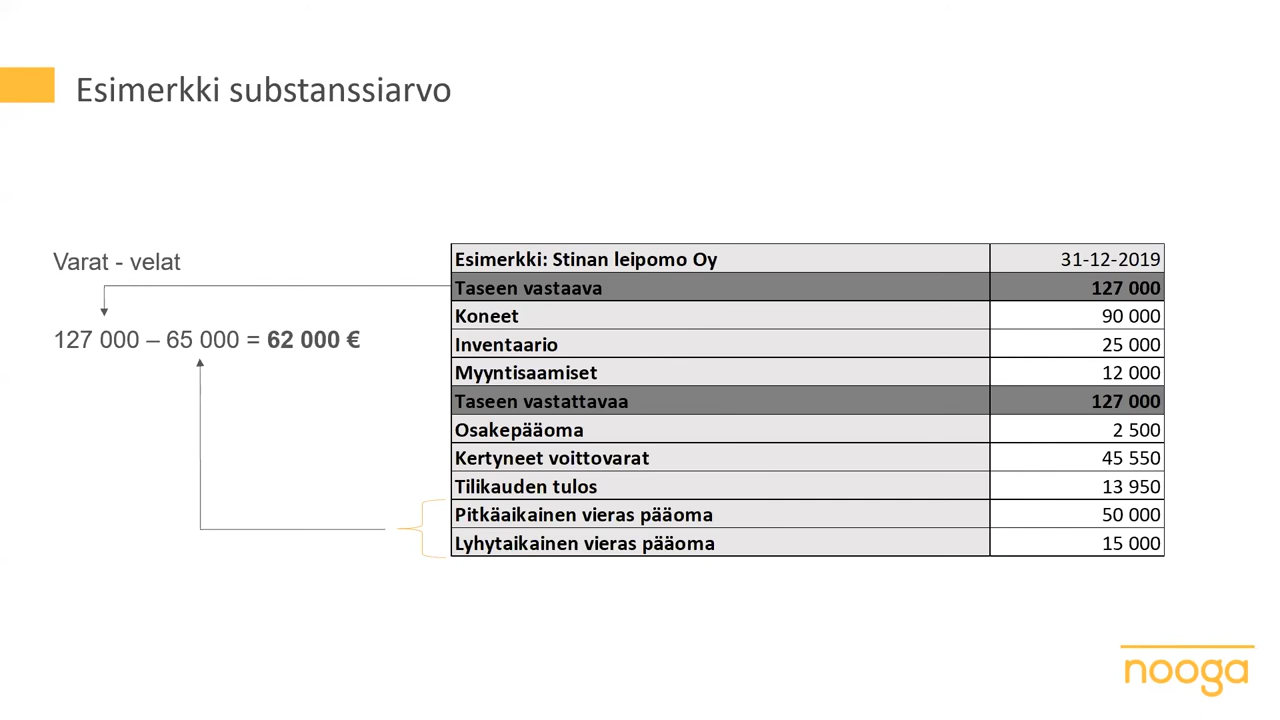 Esimerkki substanssiarvo
Varat - velat
127 000 – 65 000 = 62 000 €
Esimerkki: Stinan leipomo Oy 31-12-2019
Taseen vastaava 127 000
Koneet 90 000
Inventaario 25 000
Myyntisaamiset 12 000
Taseen vastattavaa 127 000
Osakepääoma 2 500
Kertyneet voittovarat 45 550
Tilikauden tulos 13 950
Pitkäaikainen vieras pääoma 50 000
Lyhytaikainen vieras pääoma 15 000
nooga